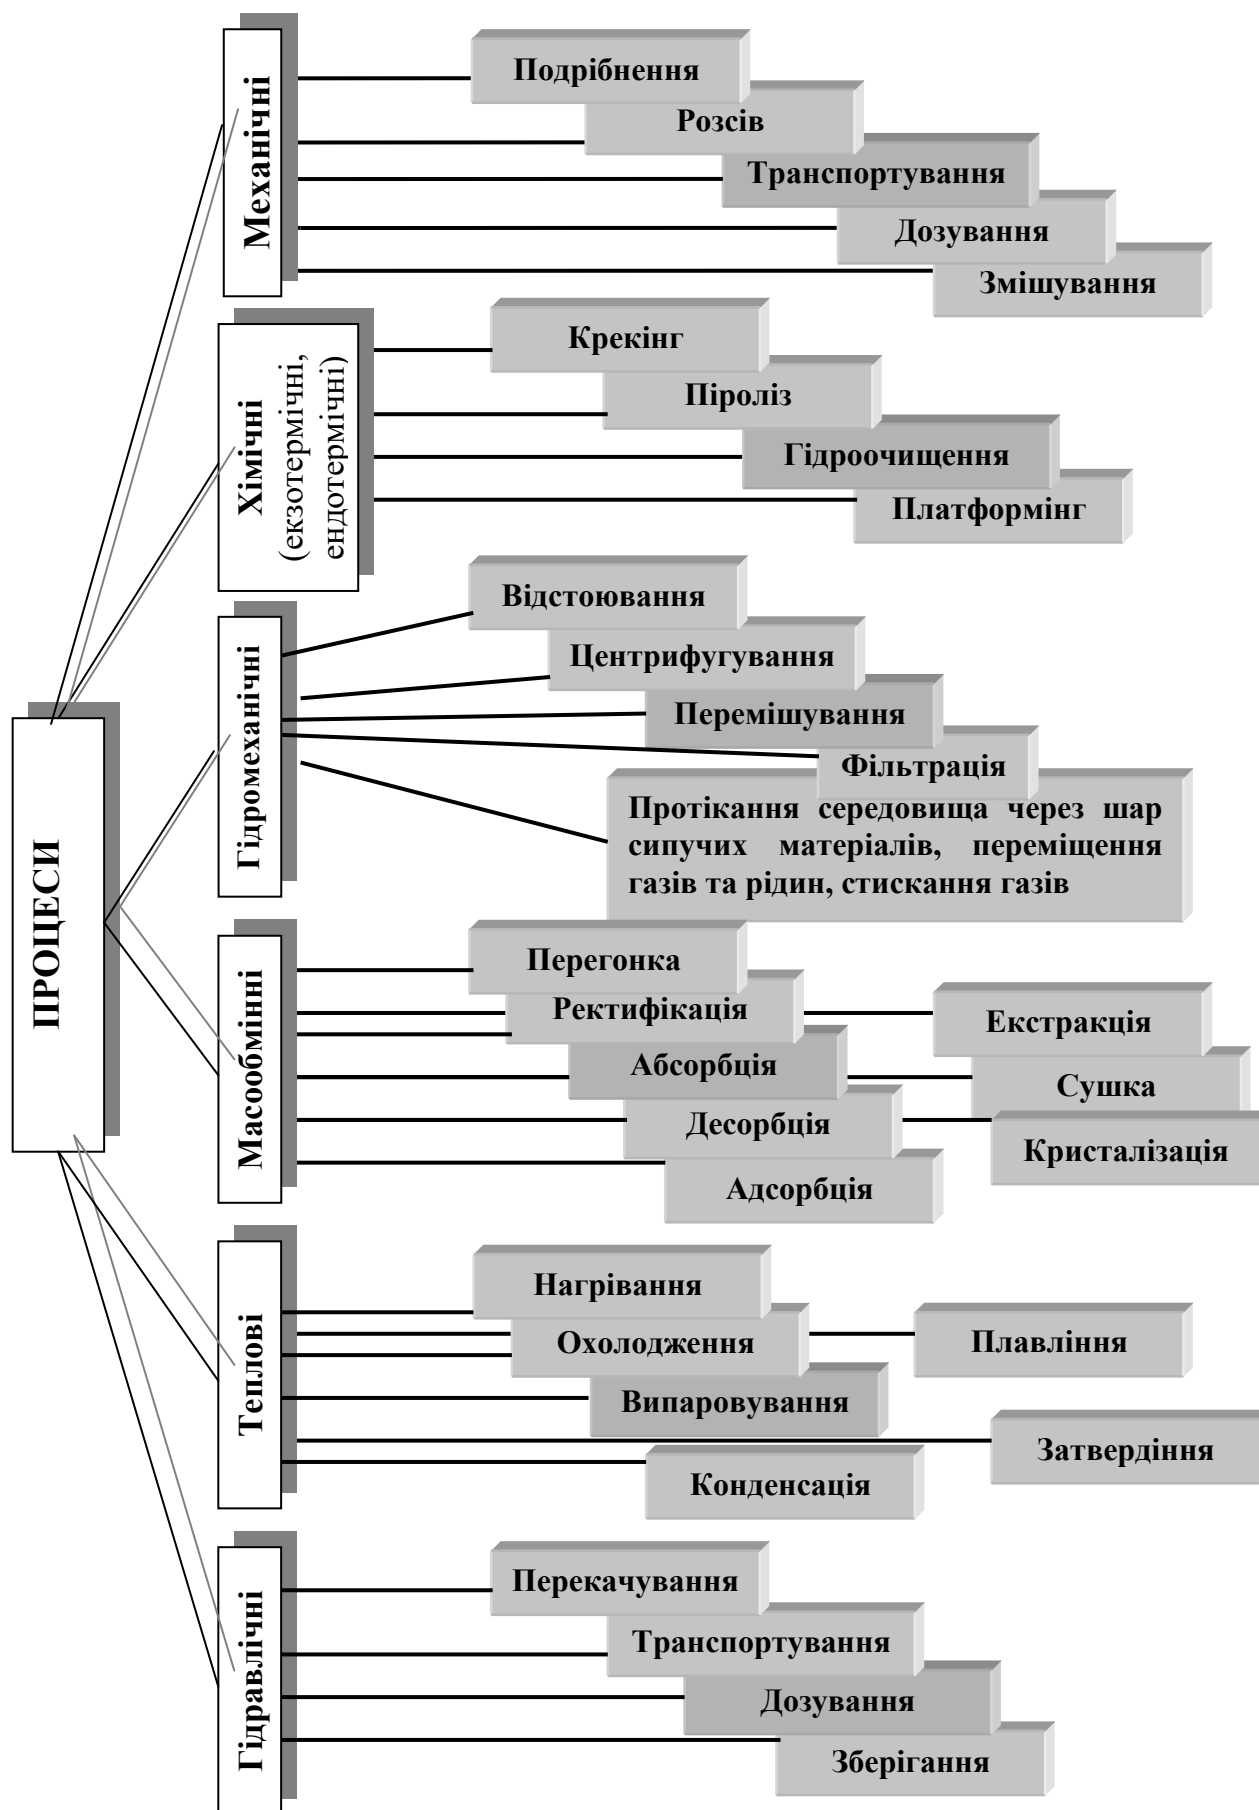 ПРОЦЕСИ
Механічні
Подрібнення
Розсів
Транспортування
Дозування
Змішування
Хімічні
(екзотермічні,
ендотермічні)
Крекінг
Піроліз
Гідроочищення
Платформінг
Гідромеханічні
Відстоювання
Центрифугування
Перемішування
Фільтрація
Протікання середовища через шар
сипучих матеріалів, переміщення
газів та рідин, стискання газів
Масообмінні
Перегонка
Ректифікація
Екстракція
Абсорбція
Сушка
Десорбція
Кристалізація
Адсорбція
Теплові
Нагрівання
Охолодження
Плавління
Випаровування
Затвердіння
Конденсація
Гідравлічні
Перекачування
Транспортування
Дозування
Зберігання